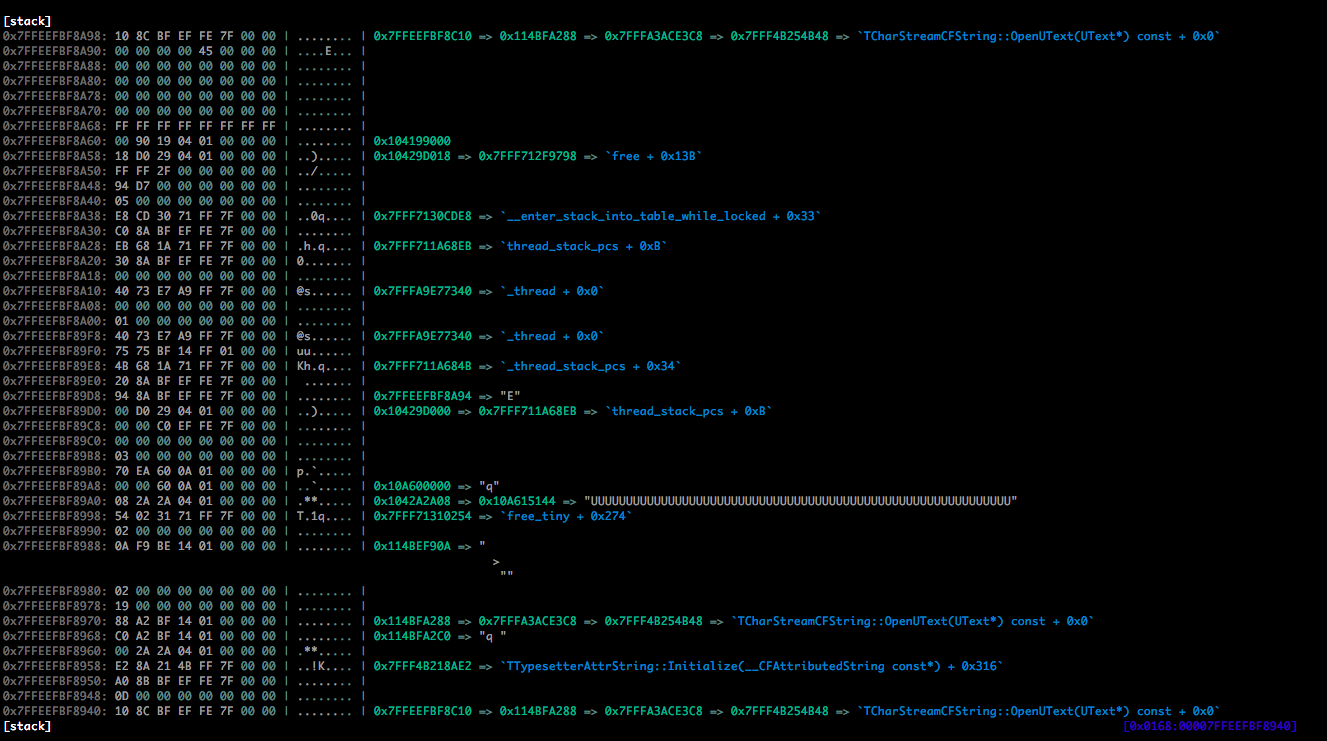 [stack]
0x7FFEEFBF8A98: 10 8C BF EF FE 7F 00 00 | ........ | 0x7FFEEFBF8C10 => 0x114BFA288 => 0x7FFFA3ACE3C8 => 0x7FFF4B254B48 => `TCharStreamCFString::OpenUText(UText*) const + 0x0`
0x7FFEEFBF8A90: 00 00 00 00 45 00 00 00 | ....E... |
0x7FFEEFBF8A88: 00 00 00 00 00 00 00 00 | ........ |
0x7FFEEFBF8A80: 00 00 00 00 00 00 00 00 | ........ |
0x7FFEEFBF8A78: 00 00 00 00 00 00 00 00 | ........ |
0x7FFEEFBF8A70: 00 00 00 00 00 00 00 00 | ........ |
0x7FFEEFBF8A68: FF FF FF FF FF FF FF FF | ........ |
0x7FFEEFBF8A60: 00 90 19 04 01 00 00 00 | ........ | 0x104199000
0x7FFEEFBF8A58: 18 D0 29 04 01 00 00 00 | ..)..... | 0x10429D018 => 0x7FFF712F9798 => `free + 0x13B`
0x7FFEEFBF8A50: FF FF 2F 00 00 00 00 00 | ../..... |
0x7FFEEFBF8A48: 94 D7 00 00 00 00 00 00 | ........ |
0x7FFEEFBF8A40: 05 00 00 00 00 00 00 00 | ........ |
0x7FFEEFBF8A38: E8 CD 30 71 FF 7F 00 00 | ..0q.... | 0x7FFF7130CDE8 => `__enter_stack_into_table_while_locked + 0x33`
0x7FFEEFBF8A30: C0 8A BF EF FE 7F 00 00 | ........ |
0x7FFEEFBF8A28: EB 68 1A 71 FF 7F 00 00 | .h.q.... | 0x7FFF711A68EB => `thread_stack_pcs + 0xB`
0x7FFEEFBF8A20: 30 8A BF EF FE 7F 00 00 | 0....... |
0x7FFEEFBF8A18: 00 00 00 00 00 00 00 00 | ........ |
0x7FFEEFBF8A10: 40 73 E7 A9 FF 7F 00 00 | @s...... | 0x7FFFA9E77340 => `_thread + 0x0`
0x7FFEEFBF8A08: 00 00 00 00 00 00 00 00 | ........ |
0x7FFEEFBF8A00: 01 00 00 00 00 00 00 00 | ........ |
0x7FFEEFBF89F8: 40 73 E7 A9 FF 7F 00 00 | @s...... | 0x7FFFA9E77340 => `_thread + 0x0`
0x7FFEEFBF89F0: 75 75 BF 14 FF 01 00 00 | uu...... |
0x7FFEEFBF89E8: 4B 68 1A 71 FF 7F 00 00 | Kh.q.... | 0x7FFF711A684B => `_thread_stack_pcs + 0x34`
0x7FFEEFBF89E0: 20 8A BF EF FE 7F 00 00 |  ....... |
0x7FFEEFBF89D8: 94 8A BF EF FE 7F 00 00 | ........ | 0x7FFEEFBF8A94 => "E"
0x7FFEEFBF89D0: 00 D0 29 04 01 00 00 00 | ..)..... | 0x10429D000 => 0x7FFF711A68EB => `thread_stack_pcs + 0xB`
0x7FFEEFBF89C8: 00 00 C0 EF FE 7F 00 00 | ........ |
0x7FFEEFBF89C0: 00 00 00 00 00 00 00 00 | ........ |
0x7FFEEFBF89B8: 03 00 00 00 00 00 00 00 | ........ |
0x7FFEEFBF89B0: 70 EA 60 0A 01 00 00 00 | p.`..... |
0x7FFEEFBF89A8: 00 00 60 0A 01 00 00 00 | ..`..... | 0x10A600000 => "q"
0x7FFEEFBF89A0: 08 2A 2A 04 01 00 00 00 | .**..... | 0x1042A2A08 => 0x10A615144 => "UUUUUUUUUUUUUUUUUUUUUUUUUUUUUUUUUUUUUUUUUUUUUUUUUUUUUUUUUUUU"
0x7FFEEFBF8998: 54 02 31 71 FF 7F 00 00 | T.1q.... | 0x7FFF71310254 => `free_tiny + 0x274`
0x7FFEEFBF8990: 02 00 00 00 00 00 00 00 | ........ |
0x7FFEEFBF8988: 0A F9 BE 14 01 00 00 00 | ........ | 0x114BEF90A => "
>
""
0x7FFEEFBF8980: 02 00 00 00 00 00 00 00 | ........ |
0x7FFEEFBF8978: 19 00 00 00 00 00 00 00 | ........ |
0x7FFEEFBF8970: 88 A2 BF 14 01 00 00 00 | ........ | 0x114BFA288 => 0x7FFFA3ACE3C8 => 0x7FFF4B254B48 => `TCharStreamCFString::OpenUText(UText*) const + 0x0`
0x7FFEEFBF8968: C0 A2 BF 14 01 00 00 00 | ........ | 0x114BFA2C0 => "q "
0x7FFEEFBF8960: 00 2A 2A 04 01 00 00 00 | .**..... |
0x7FFEEFBF8958: E2 8A 21 4B FF 7F 00 00 | ..!K.... | 0x7FFF4B218AE2 => `TTypesetterAttrString::Initialize(__CFAttributedString const*) + 0x316`
0x7FFEEFBF8950: A0 8B BF EF FE 7F 00 00 | ........ |
0x7FFEEFBF8948: 0D 00 00 00 00 00 00 00 | ........ |
0x7FFEEFBF8940: 10 8C BF EF FE 7F 00 00 | ........ | 0x7FFEEFBF8C10 => 0x114BFA288 => 0x7FFFA3ACE3C8 => 0x7FFF4B254B48 => `TCharStreamCFString::OpenUText(UText*) const + 0x0`
[stack] [0x0168:00007FFEEFBF8940]